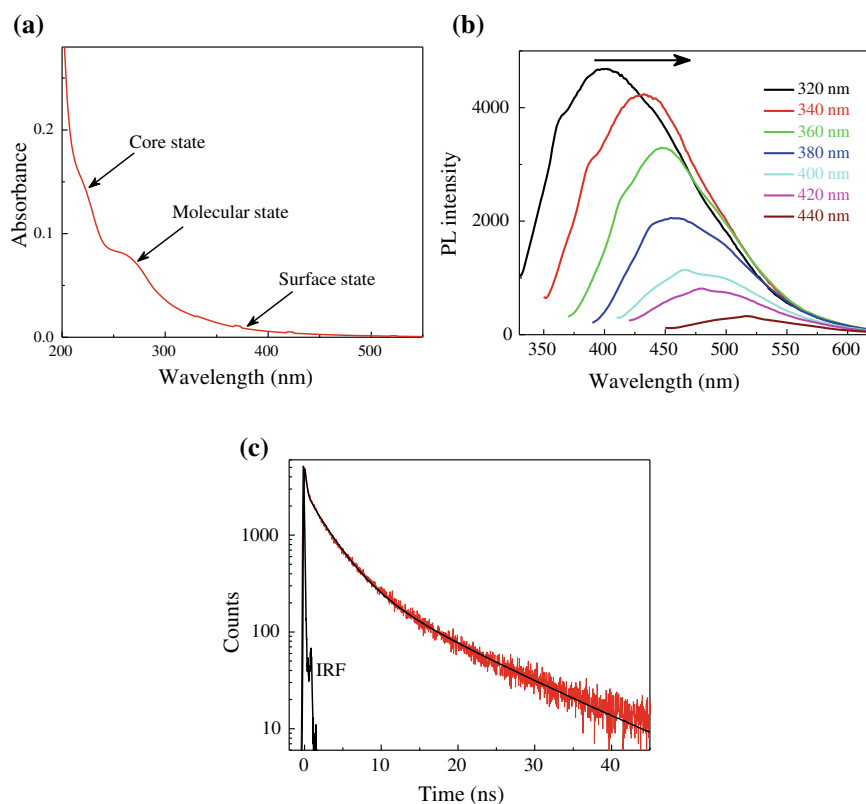 (a)
Absorbance
0.2
0.1
0.0
Core state
Molecular state
Surface state
200
300
400
500
Wavelength (nm)
(b)
PL intensity
4000
2000
0
320 nm
340 nm
360 nm
380 nm
400 nm
420 nm
440 nm
350
400
450
500
550
600
Wavelength (nm)
(c)
Counts
1000
100
10
IRF
0
10
20
30
40
Time (ns)